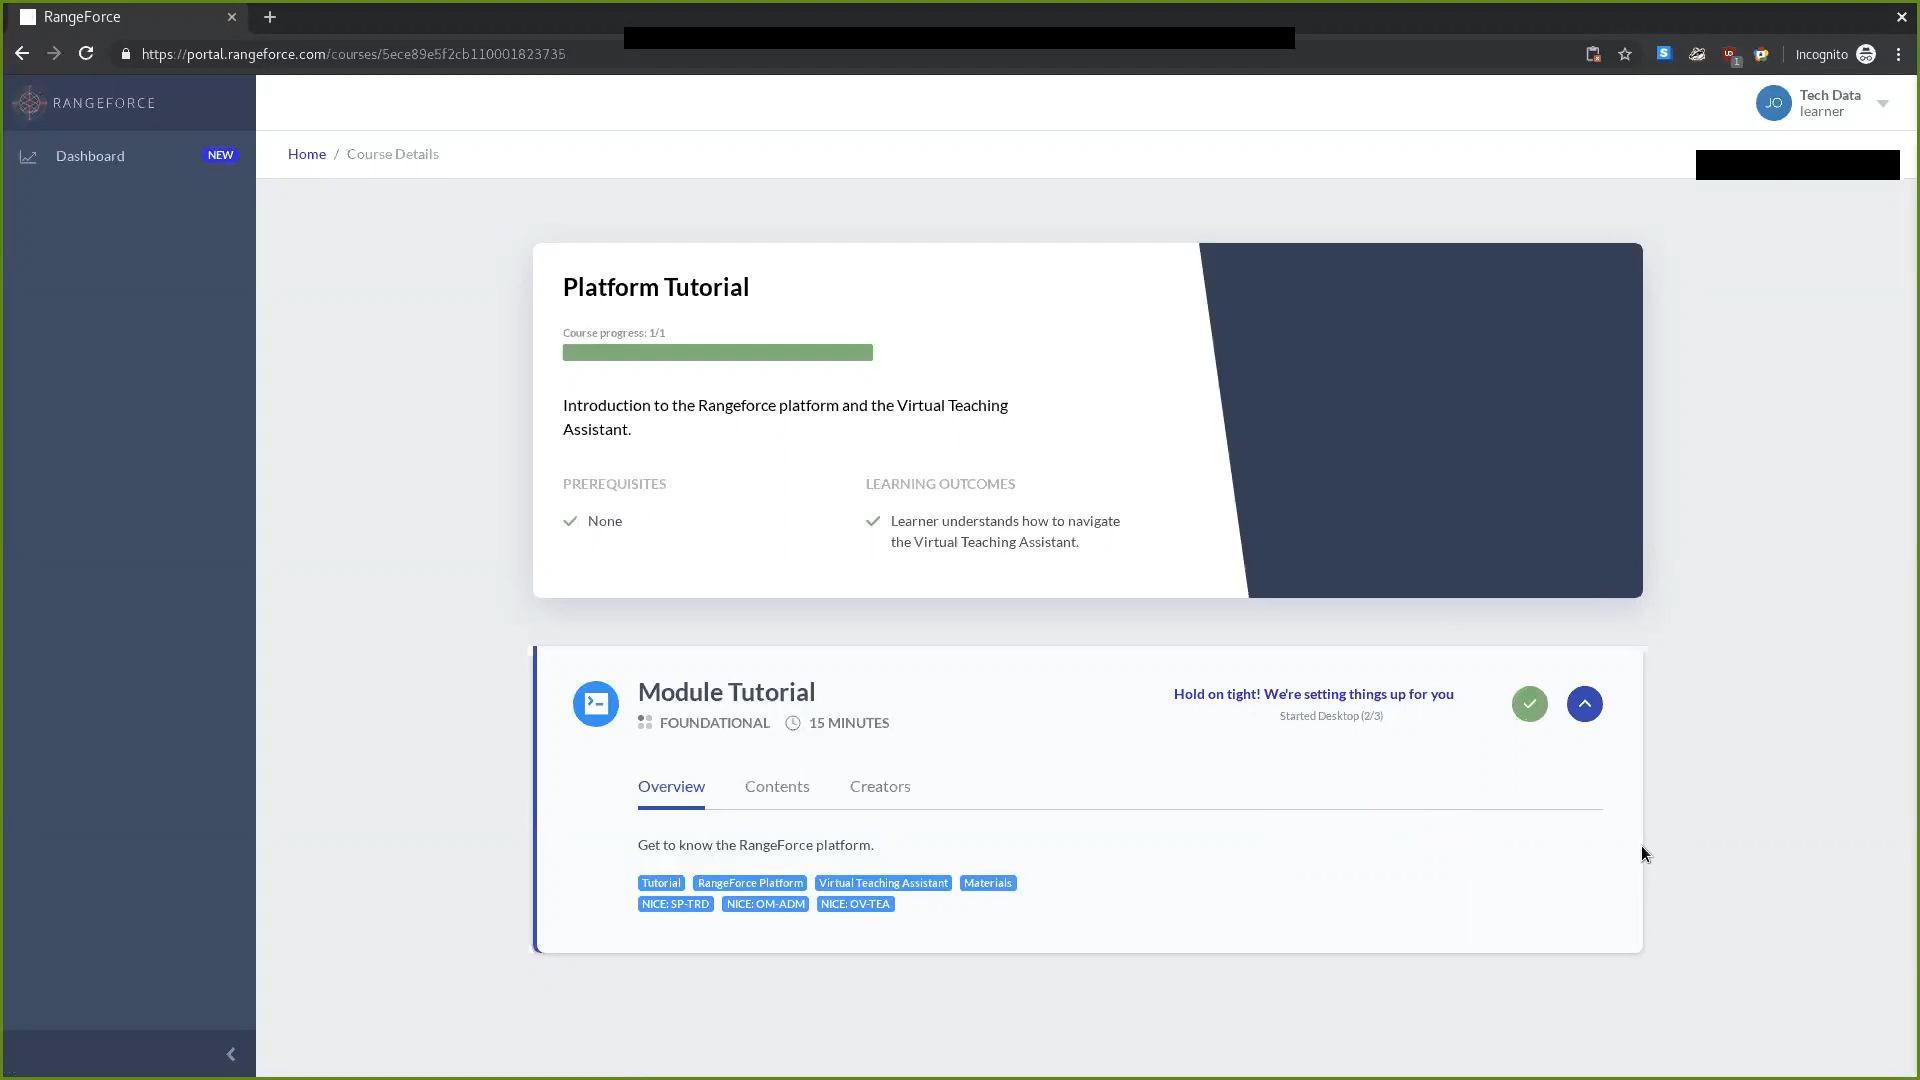 RangeForce
https://portal.rangeforce.com/courses/5ece89e5f2cb110001823735
Incognito
RANGEFORCE
JO
Tech Data
learner
Dashboard
NEW
Home / Course Details
Platform Tutorial
Course progress: 1/1
Introduction to the Rangeforce platform and the Virtual Teaching
Assistant.
PREREQUISITES
None
LEARNING OUTCOMES
Learner understands how to navigate
the Virtual Teaching Assistant.
Module Tutorial
FOUNDATIONAL 15 MINUTES
Hold on tight! We're setting things up for you
Started Desktop (2/3)
Overview Contents Creators
Get to know the RangeForce platform.
Tutorial RangeForce Platform Virtual Teaching Assistant Materials
NICE: SP-TRD NICE: OM-ADM NICE: OV-TEA